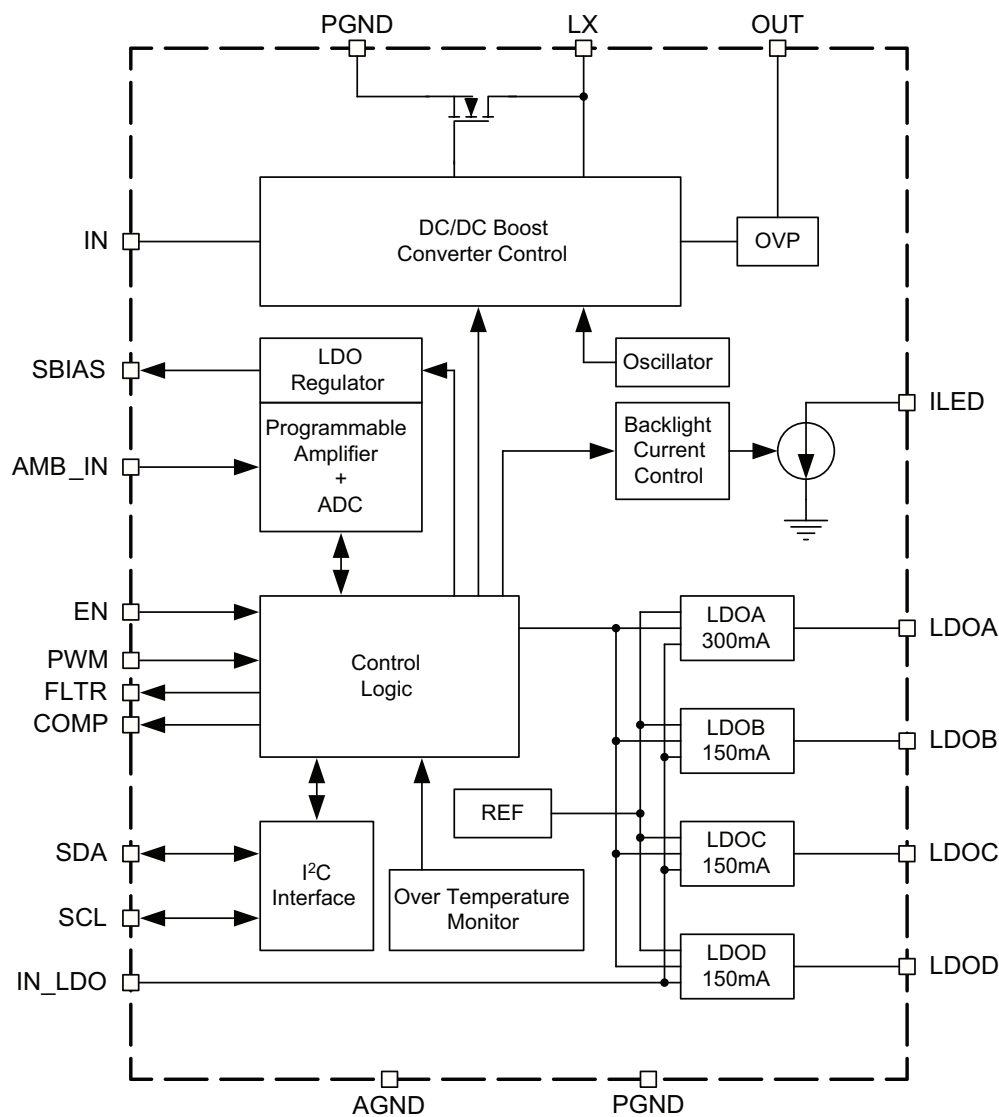 PGND
LX
OUT
IN
DC/DC Boost
Converter Control
OVP
SBIAS
LDO
Regulator
Oscillator
ILED
AMB_IN
Programmable
Amplifier
+
ADC
Backlight
Current
Control
EN
PWM
FLTR
COMP
Control
Logic
LDOA
300mA
LDOA
LDOB
150mA
LDOB
REF
SDA
SCL
I²C
Interface
Over Temperature
Monitor
LDOC
150mA
LDOC
IN_LDO
LDOD
150mA
LDOD
AGND
PGND